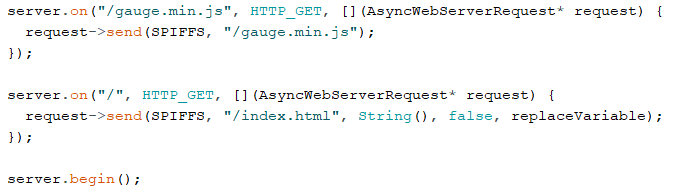 server.on("/gauge.min.js", HTTP_GET, [](AsyncWebServerRequest* request) {
  request->send(SPIFFS, "/gauge.min.js");
});

server.on("/", HTTP_GET, [](AsyncWebServerRequest* request) {
  request->send(SPIFFS, "/index.html", String(), false, replaceVariable);
});

server.begin();